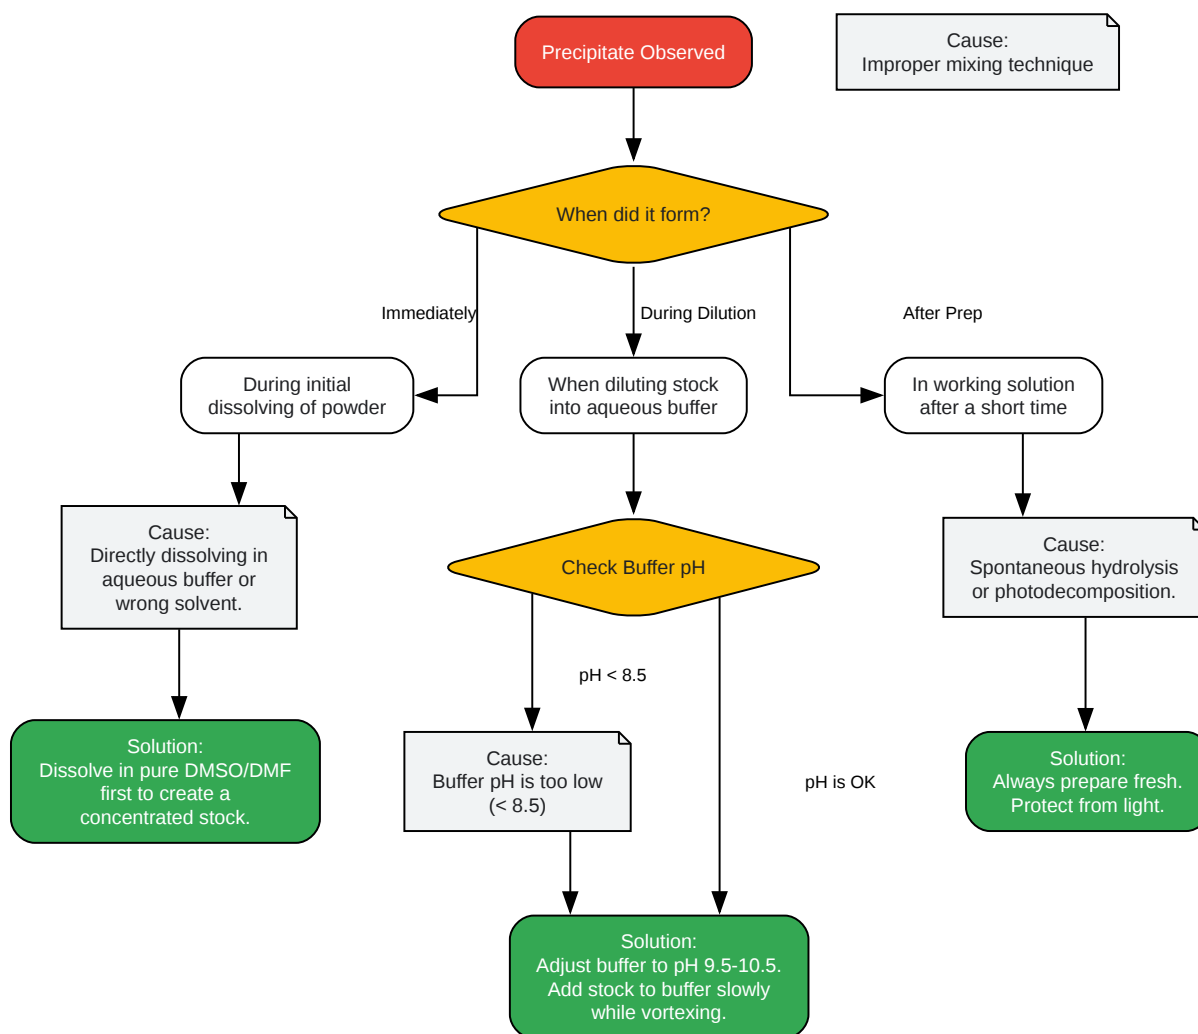 Precipitate Observed
Cause:
Improper mixing technique
When did it form?
Immediately
During Dilution
After Prep
During initial
dissolving of powder
When diluting stock
into aqueous buffer
In working solution
after a short time
Cause:
Directly dissolving in
aqueous buffer or
wrong solvent.
Check Buffer pH
Cause:
Spontaneous hydrolysis
or photodecomposition.
pH < 8.5
pH is OK
Solution:
Dissolve in pure DMSO/DMF
first to create a
concentrated stock.
Cause:
Buffer pH is too low
(< 8.5)
Solution:
Always prepare fresh.
Protect from light.
Solution:
Adjust buffer to pH 9.5-10.5.
Add stock to buffer slowly
while vortexing.